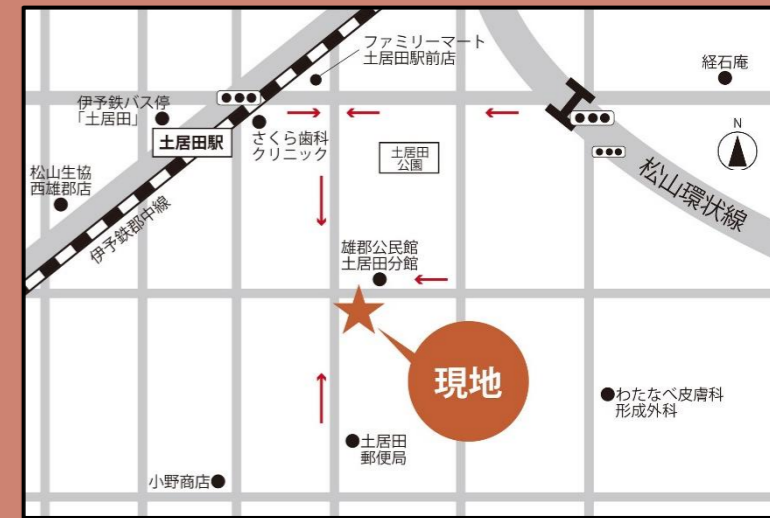 ファミリーマート
土居田駅前店
経石庵
伊予鉄バス停
「土居田」
土居田駅
さくら歯科
クリニック
土居田
公園
N
松山生協
西雄郡店
伊予鉄郡中線
松山環状線
雄郡公民館
土居田分館
現地
わたなべ皮膚科
形成外科
土居田
郵便局
小野商店